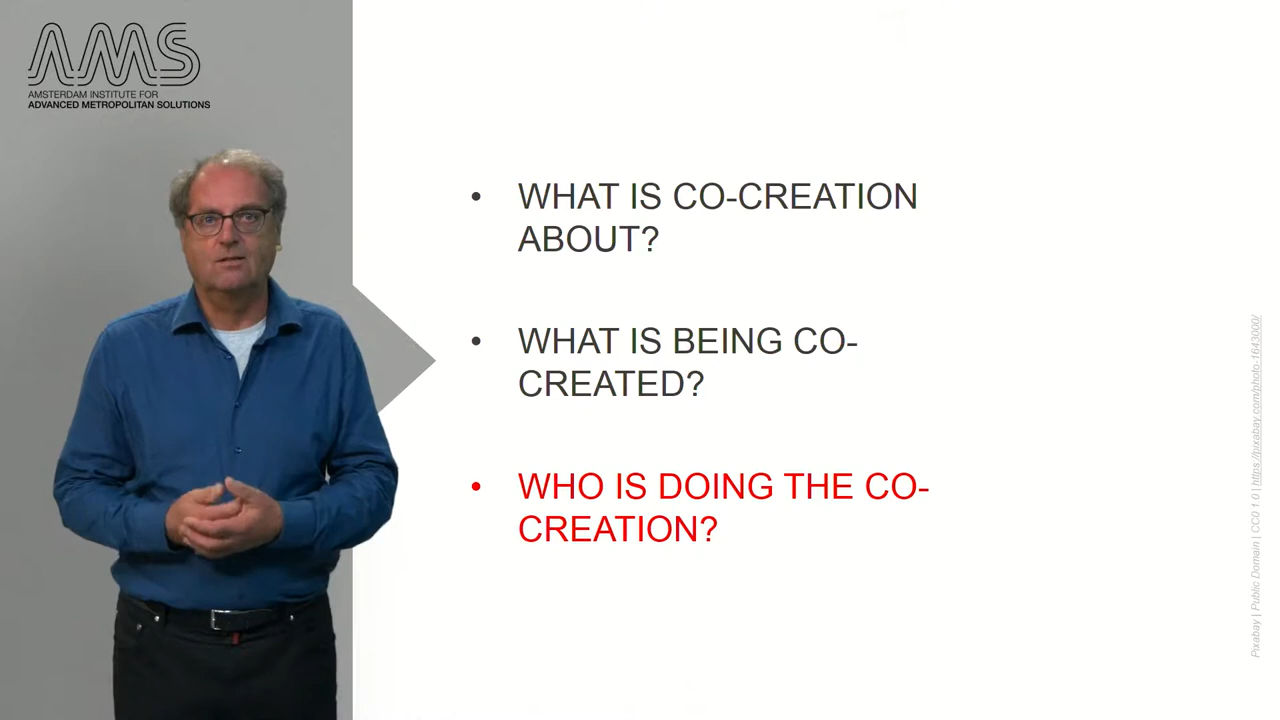 AMS
AMSTERDAM INSTITUTE FOR
ADVANCED METROPOLITAN SOLUTIONS
• WHAT IS CO-CREATION
ABOUT?
• WHAT IS BEING CO-
CREATED?
• WHO IS DOING THE CO-
CREATION?
Pixabay | Public Domain | CC0 1.0 | https://pixabay.com/photo-1643000/